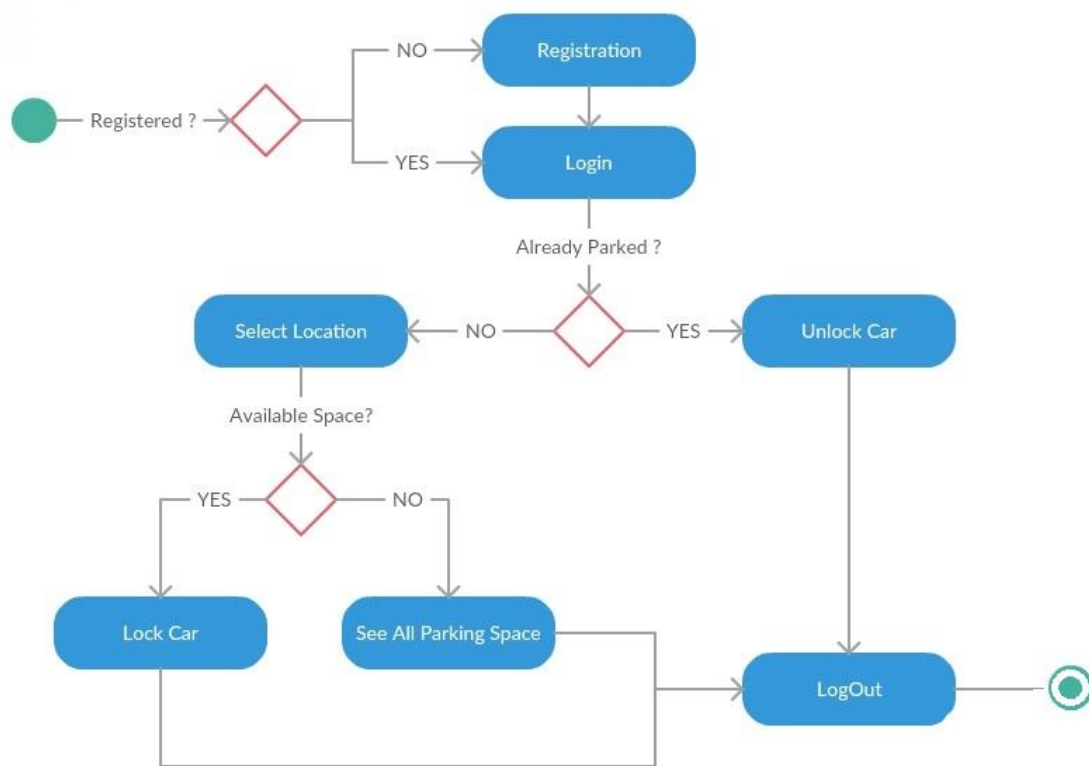 NO
Registration
Registered ?
YES
Login
Already Parked ?
Select Location
NO
YES
Unlock Car
Available Space?
YES
NO
Lock Car
See All Parking Space
LogOut